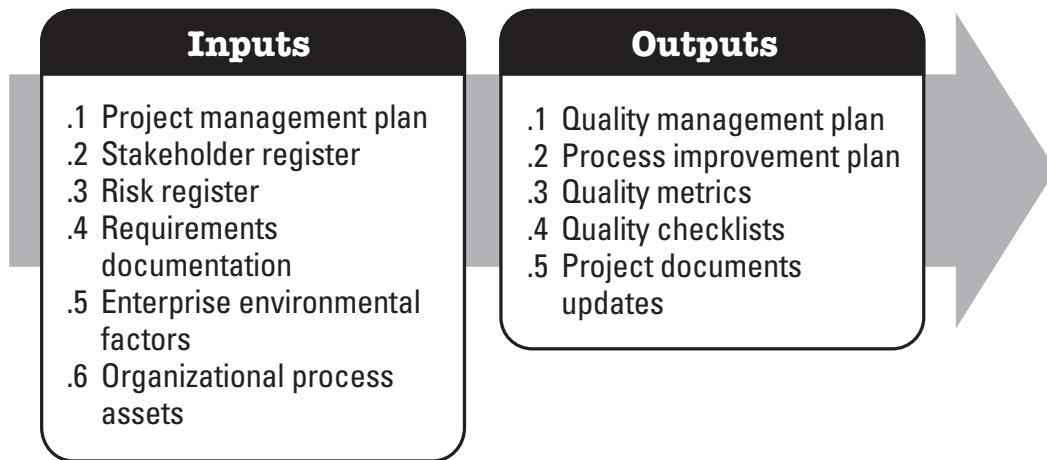 Inputs
.1 Project management plan
.2 Stakeholder register
.3 Risk register
.4 Requirements
documentation
.5 Enterprise environmental
factors
.6 Organizational process
assets
Outputs
.1 Quality management plan
.2 Process improvement plan
.3 Quality metrics
.4 Quality checklists
.5 Project documents
updates